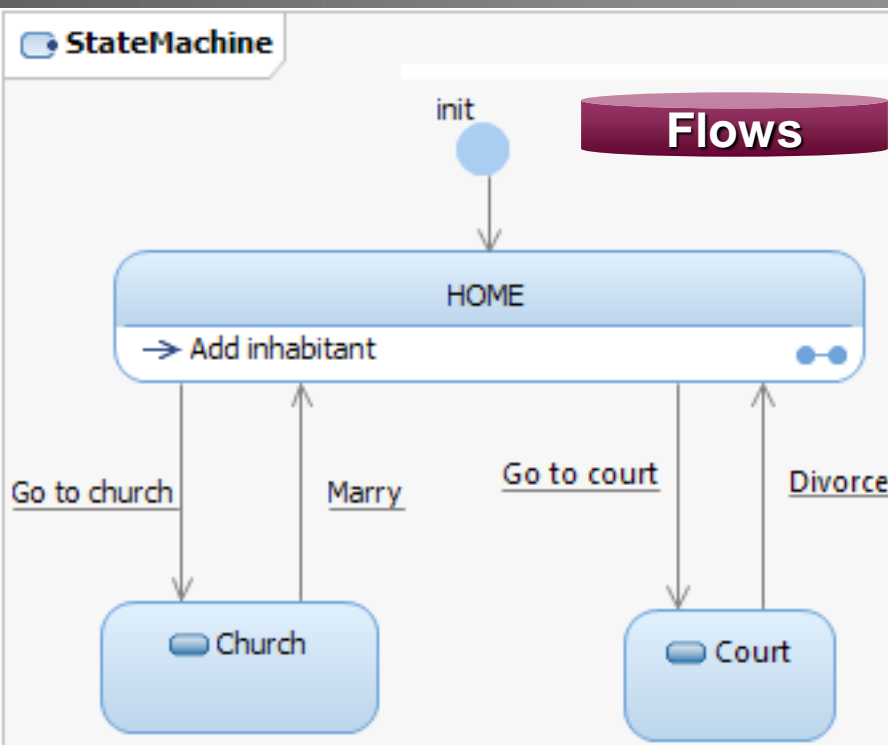 StateMachine
init
Flows
HOME
Add inhabitant
Go to church
Marry
Go to court
Divorce
Church
Court